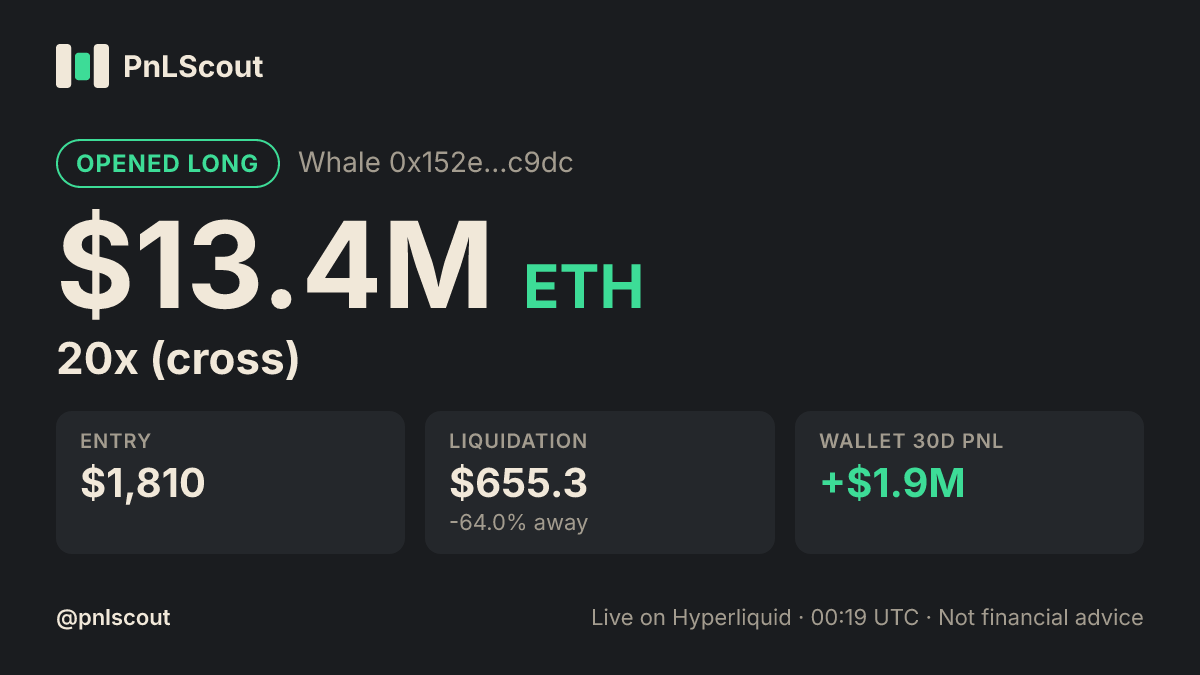 PnLScout
OPENED LONG Whale 0x152e...c9dc
$13.4M ETH
20x (cross)
ENTRY
$1,810
LIQUIDATION
$655.3
-64.0% away
WALLET 30D PNL
+$1.9M
@pnlscout
Live on Hyperliquid · 00:19 UTC · Not financial advice